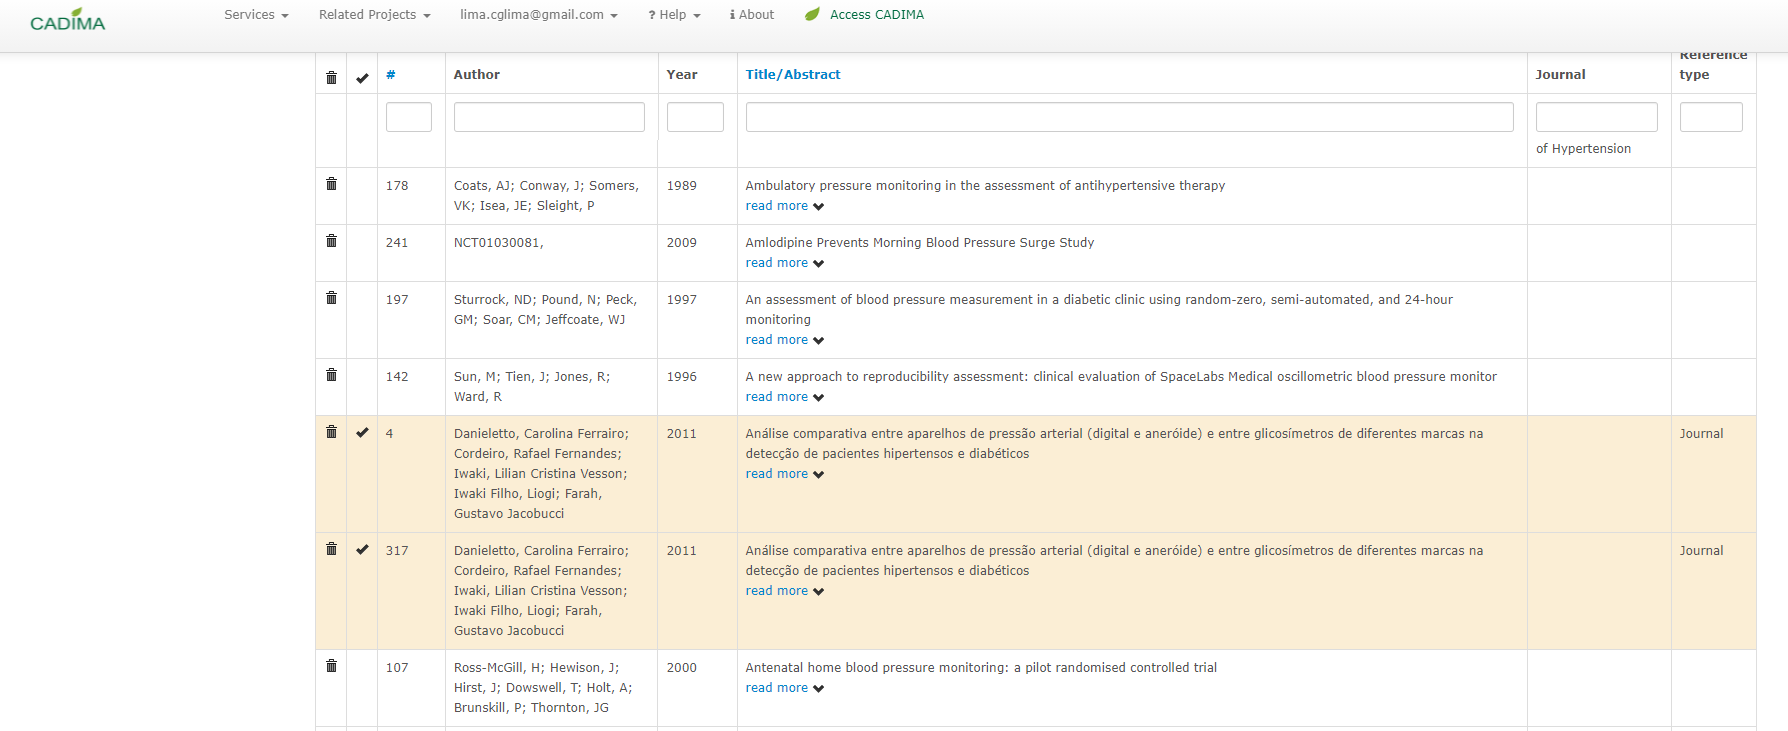 CADIMA
Services
Related Projects
lima.cglima@gmail.com
? Help
i About
Access CADIMA
# Author Year Title/Abstract Journal Reference
type
of Hypertension
178 Coats, AJ; Conway, J; Somers, 1989 Ambulatory pressure monitoring in the assessment of antihypertensive therapy
VK; Isea, JE; Sleight, P read more
241 NCT01030081, 2009 Amlodipine Prevents Morning Blood Pressure Surge Study
read more
197 Sturrock, ND; Pound, N; Peck, 1997 An assessment of blood pressure measurement in a diabetic clinic using random-zero, semi-automated, and 24-hour
GM; Soar, CM; Jeffcoate, WJ monitoring
read more
142 Sun, M; Tien, J; Jones, R; 1996 A new approach to reproducibility assessment: clinical evaluation of SpaceLabs Medical oscillometric blood pressure monitor
Ward, R read more
4 Danieletto, Carolina Ferrairo; 2011 Análise comparativa entre aparelhos de pressão arterial (digital e aneróide) e entre glicosímetros de diferentes marcas na Journal
Cordeiro, Rafael Fernandes; detecção de pacientes hipertensos e diabéticos
Iwaki, Lilian Cristina Vesson; read more
Iwaki Filho, Liogi; Farah,
Gustavo Jacobucci
317 Danieletto, Carolina Ferrairo; 2011 Análise comparativa entre aparelhos de pressão arterial (digital e aneróide) e entre glicosímetros de diferentes marcas na Journal
Cordeiro, Rafael Fernandes; detecção de pacientes hipertensos e diabéticos
Iwaki, Lilian Cristina Vesson; read more
Iwaki Filho, Liogi; Farah,
Gustavo Jacobucci
107 Ross-McGill, H; Hewison, J; 2000 Antenatal home blood pressure monitoring: a pilot randomised controlled trial
Hirst, J; Dowswell, T; Holt, A; read more
Brunskill, P; Thornton, JG